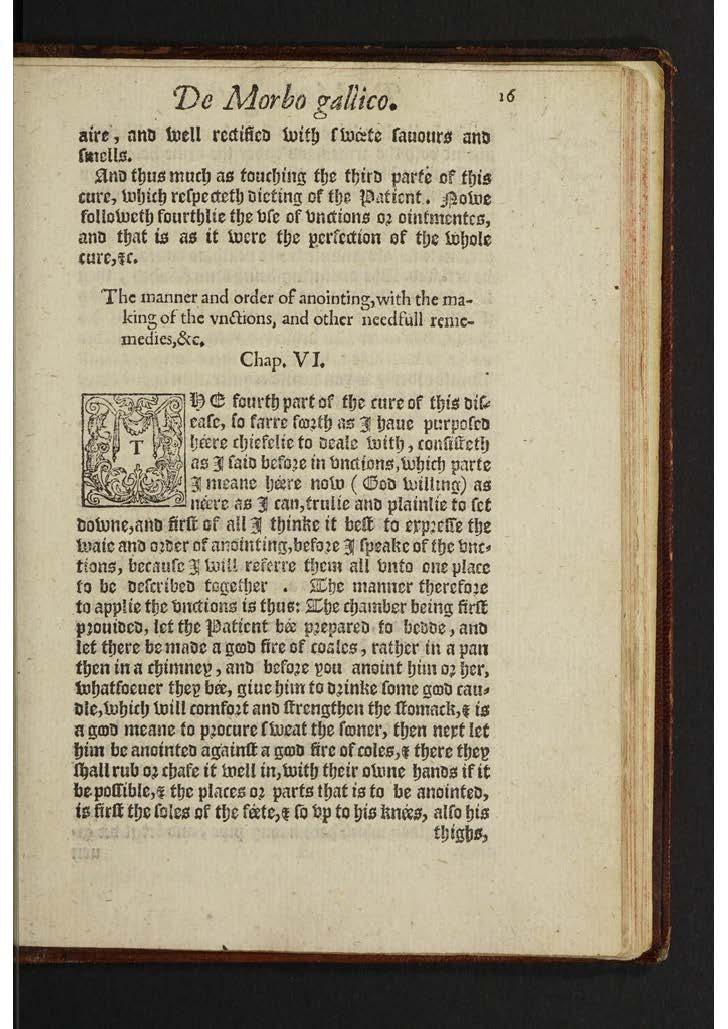 De Morbo gallico. 16
aire, and well rectified with sweete sauours and
smells.
And thus much as touching the third parte of this
cure, which respecteth dieting of the Patient. Nowe
followeth fourthlie the vse of vnctions or ointmentes,
and that is as it were the perfection of the whole
cure,&c.
The manner and order of anointing,with the ma-
king of the vnctions, and other needfull reme-
medies,&c.
Chap. VI.
THE fourth part of the cure of this dis-
ease, so farre foorth as I haue purposed
héere chiefelie to deale with, consisteth
as I said before in vnctions,which parte
I meane héere now (God willing) as
néere as I can,trulie and plainlie to set
downe,and first of all I thinke it best to expresse the
waie and order of anointing,before I speake of the vnc-
tions, because I will referre them all vnto one place
to be described together . The manner therefore
to applie the vnctions is thus: The chamber being first
prouided, let the Patient bée prepared to bedde, and
let there be made a good fire of coales, rather in a pan
then in a chimney, and before you anoint him or her,
whatsoeuer they bée, giue him to drinke some good cau-
dle,which will comfort and strengthen the stomack,& is
a good meane to procure sweat the sooner, then next let
him be anointed against a good fire of coles,& there they
shall rub or chafe it well in,with their owne hands if it
be possible,& the places or parts that is to be anointed,
is first the soles of the féete,& so vp to his knées, also his
thighs,